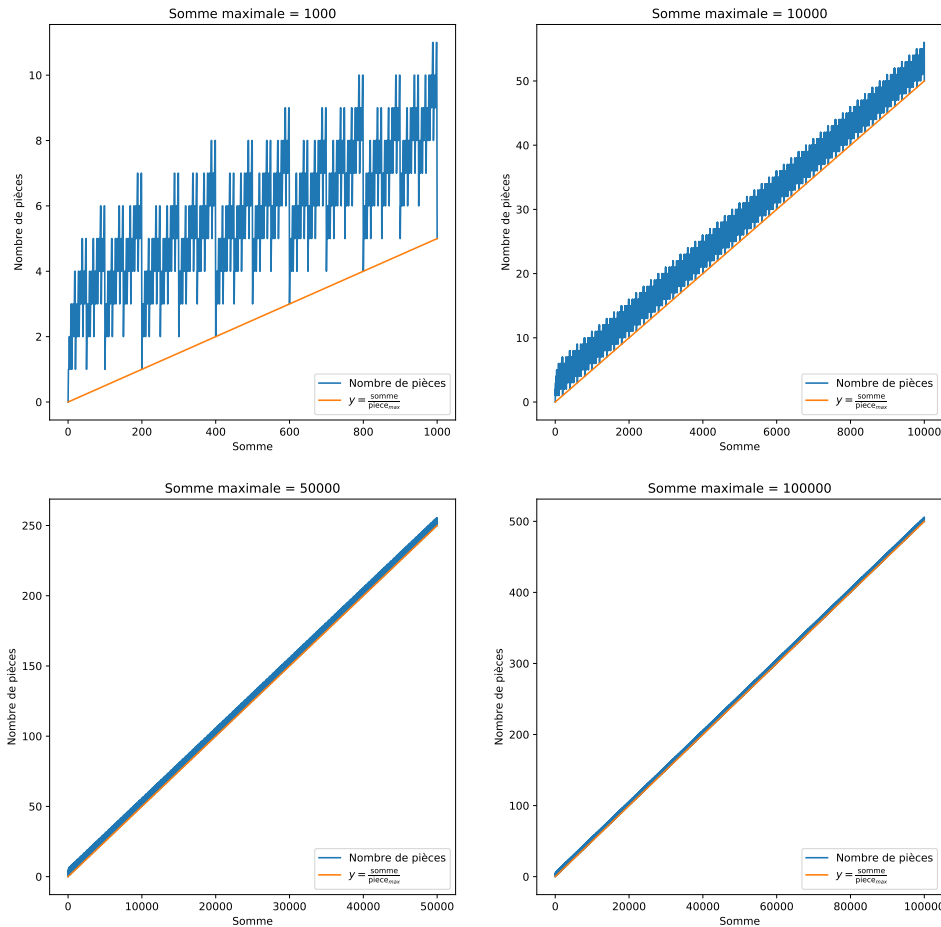 Somme maximale = 1000
Nombre de pièces
10
8
6
4
2
0
0 200 400 600 800 1000
Somme
Nombre de pièces
y = somme/piece_max
Somme maximale = 10000
Nombre de pièces
50
40
30
20
10
0
0 2000 4000 6000 8000 10000
Somme
Nombre de pièces
y = somme/piece_max
Somme maximale = 50000
Nombre de pièces
250
200
150
100
50
0
0 10000 20000 30000 40000 50000
Somme
Nombre de pièces
y = somme/piece_max
Somme maximale = 100000
Nombre de pièces
500
400
300
200
100
0
0 20000 40000 60000 80000 100000
Somme
Nombre de pièces
y = somme/piece_max